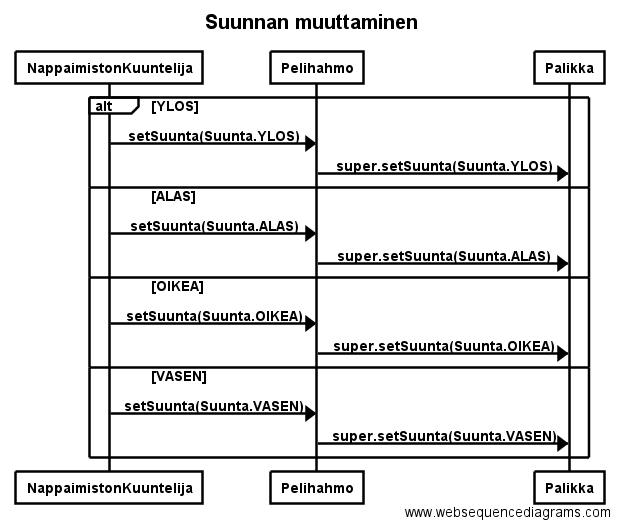 Suunnan muuttaminen
NappaimistonKuuntelija Pelihahmo Palikka
alt [YLOS]
setSuunta(Suunta.YLOS)
super.setSuunta(Suunta.YLOS)
[ALAS]
setSuunta(Suunta.ALAS)
super.setSuunta(Suunta.ALAS)
[OIKEA]
setSuunta(Suunta.OIKEA)
super.setSuunta(Suunta.OIKEA)
[VASEN]
setSuunta(Suunta.VASEN)
super.setSuunta(Suunta.VASEN)
NappaimistonKuuntelija Pelihahmo Palikka
www.websequencediagrams.com